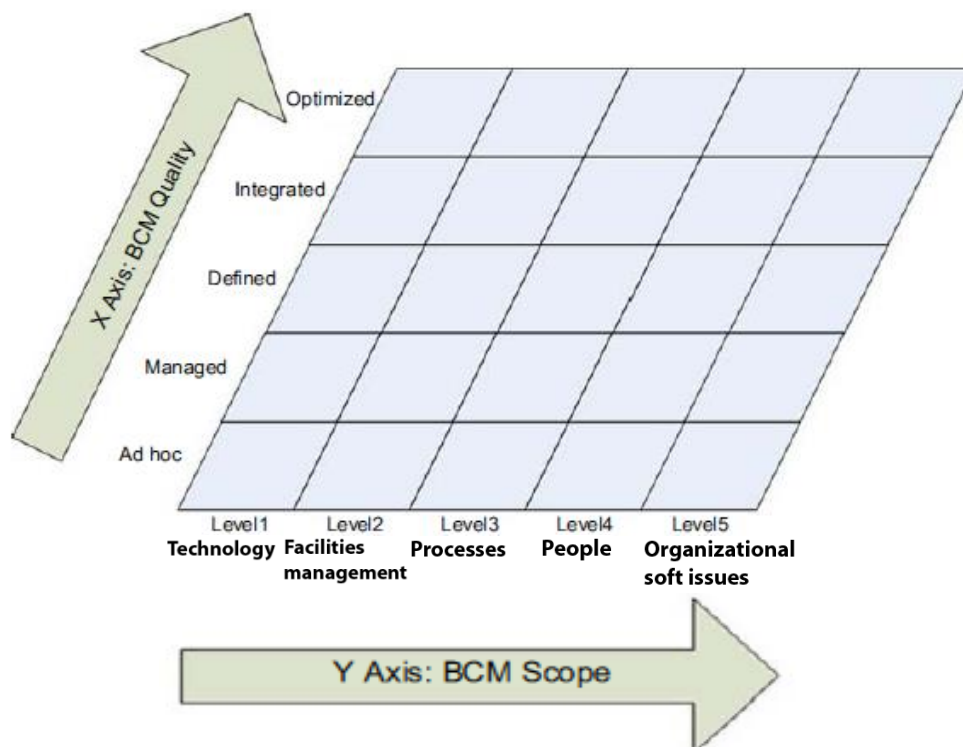 Optimized
Integrated
X Axis: BCM Quality
Defined
Managed
Ad hoc
Level1 Level2 Level3 Level4 Level5
Technology Facilities Processes People Organizational
management soft issues
Y Axis: BCM Scope